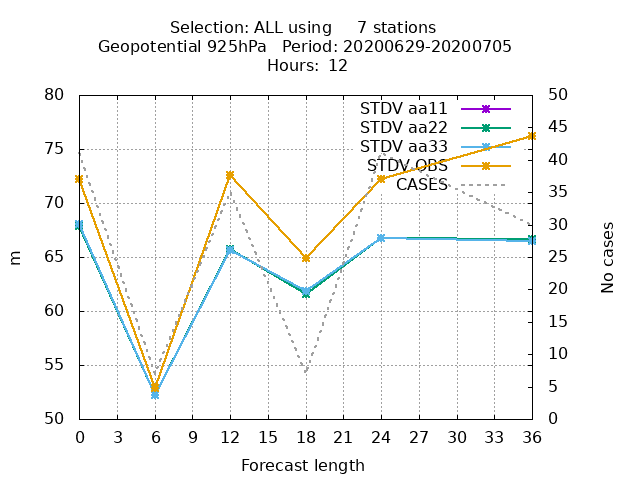 Selection: ALL using     7 stations
Geopotential 925hPa   Period: 20200629-20200705
Hours:  12
80
75
70
65
60
55
50
m
50
45
40
35
30
25
20
15
10
5
0
No cases
STDV aa11
STDV aa22
STDV aa33
STDV OBS
CASES
0 3 6 9 12 15 18 21 24 27 30 33 36
Forecast length